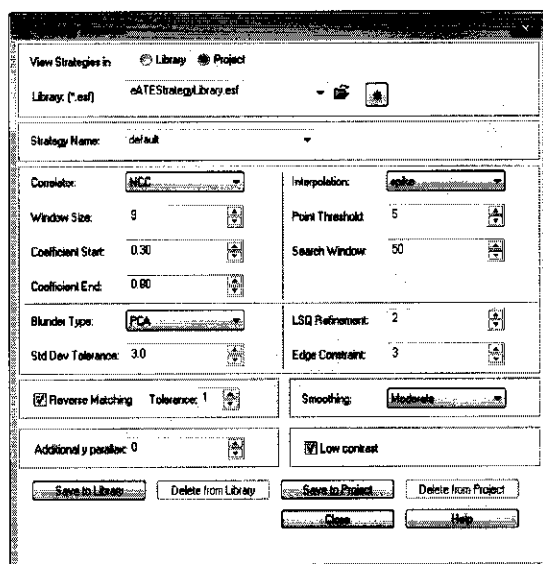 View Strategies in Library Project
Library: (*.esf) eATEStrategyLibrary.esf
Strategy Name: default
Correlator: NCC Interpolation: spike
Window Size: 9 Point Threshold: 5
Coefficient Start: 0.30 Search Window: 50
Coefficient End: 0.80
Blunder Type: PCA LSQ Refinement: 2
Std Dev Tolerance: 3.0 Edge Constraint: 3
Reverse Matching Tolerance: 1 Smoothing: Moderate
Additional y parallax: 0 Low contrast
Save to Library Delete from Library Save to Project Delete from Project
Close Help